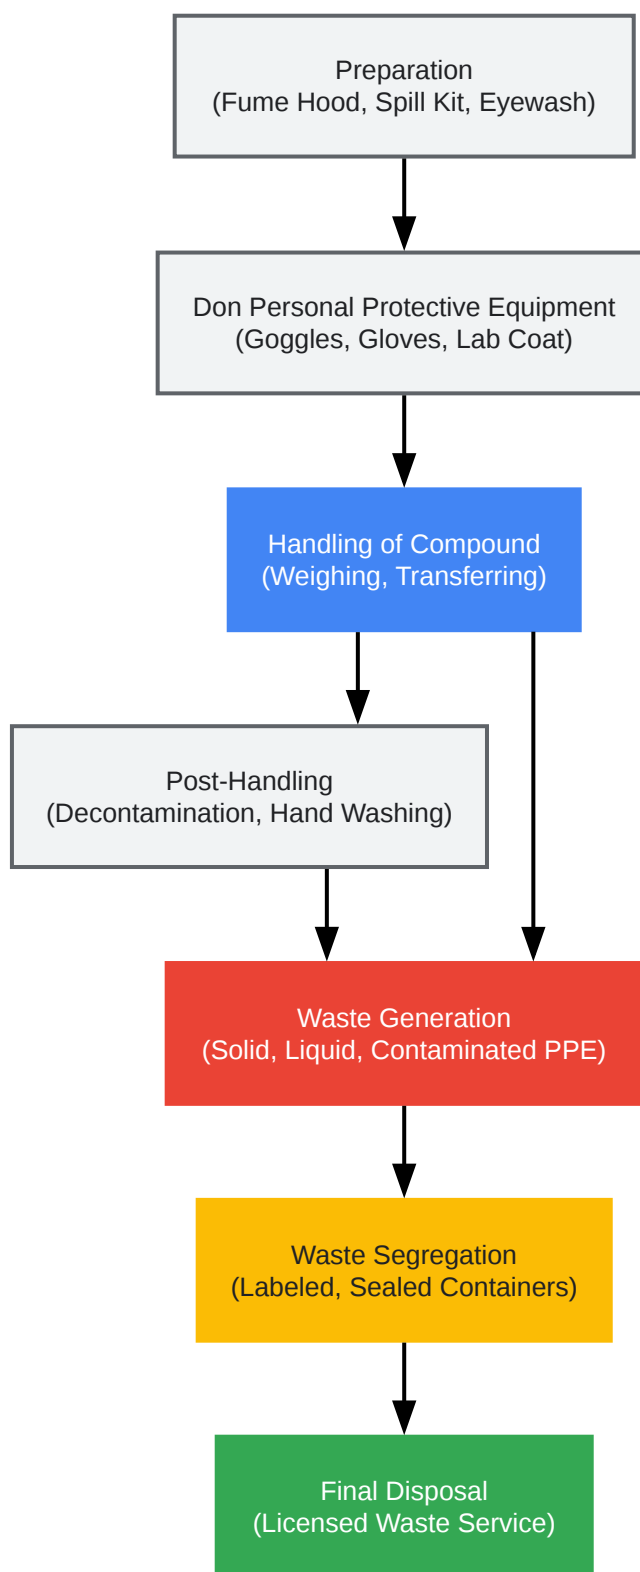 Preparation
(Fume Hood, Spill Kit, Eyewash)
Don Personal Protective Equipment
(Goggles, Gloves, Lab Coat)
Handling of Compound
(Weighing, Transferring)
Post-Handling
(Decontamination, Hand Washing)
Waste Generation
(Solid, Liquid, Contaminated PPE)
Waste Segregation
(Labeled, Sealed Containers)
Final Disposal
(Licensed Waste Service)